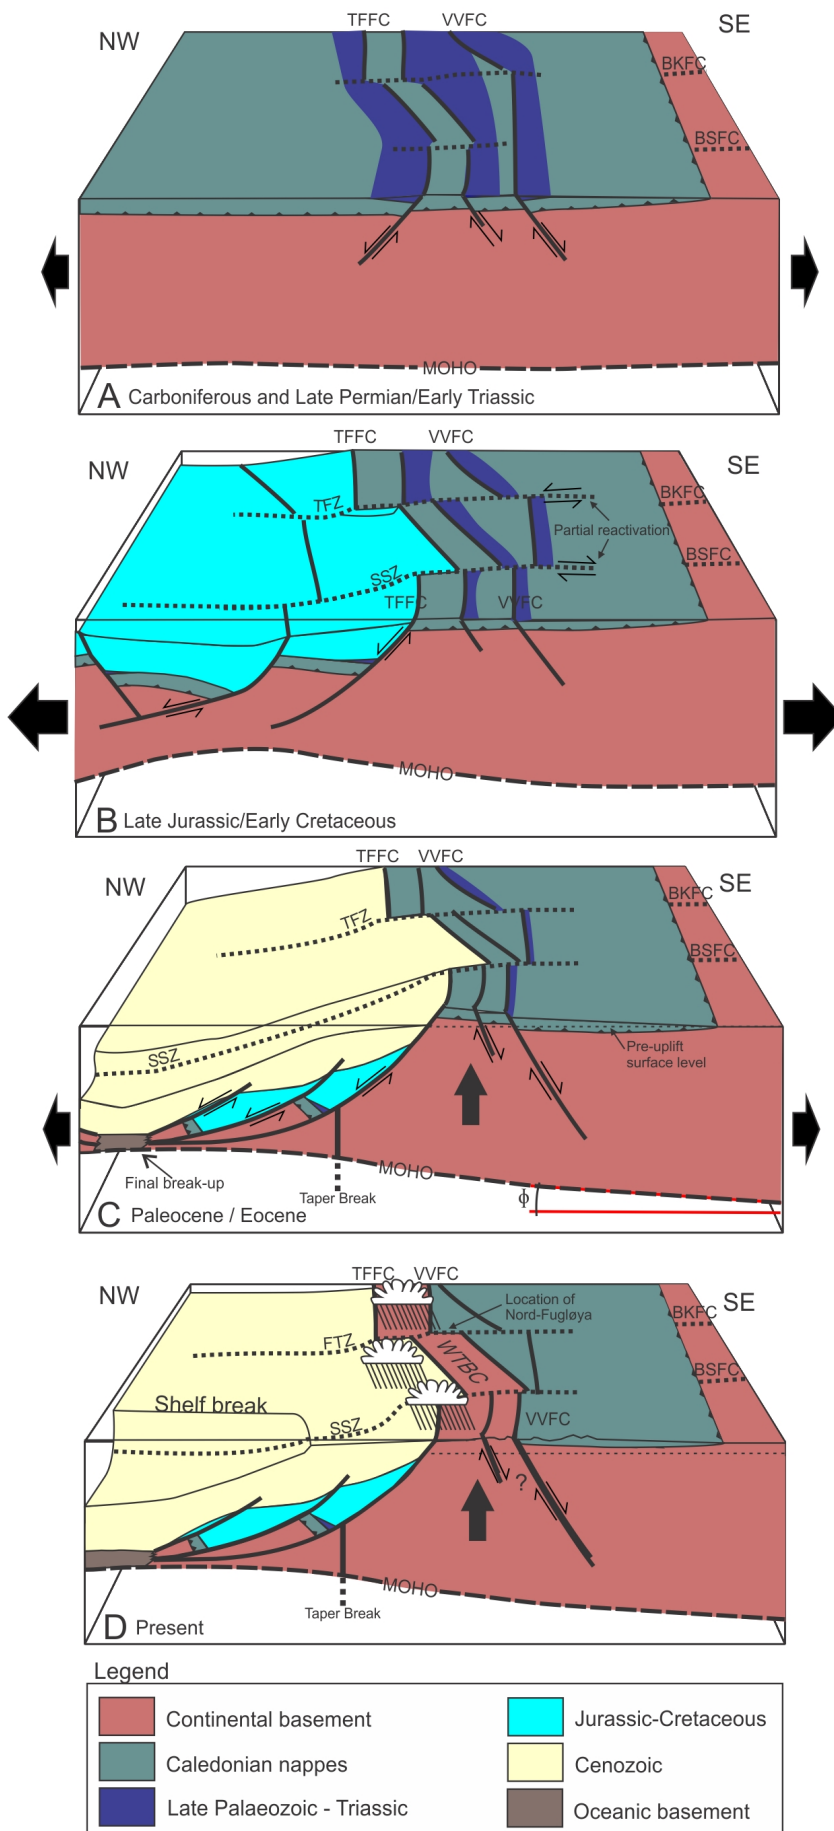 TFFC VVFC
NW SE
BKFC
BSFC
MOHO
A Carboniferous and Late Permian/Early Triassic
TFFC VVFC
NW SE
BKFC
TFZ
Partial reactivation
BSFC
SSZ
TFFC VVFC
MOHO
B Late Jurassic/Early Cretaceous
TFFC VVFC
NW SE
BKFC
TFZ
BSFC
SSZ
Pre-uplift
surface level
MOHO
Final break-up
Taper Break
ϕ
C Paleocene / Eocene
TFFC VVFC
NW SE
Location of
Nord-Fugløya
BKFC
FTZ
WTBC
BSFC
Shelf break
SSZ
VVFC
?
MOHO
Taper Break
D Present
Legend
Continental basement
Jurassic-Cretaceous
Caledonian nappes
Cenozoic
Late Palaeozoic - Triassic
Oceanic basement